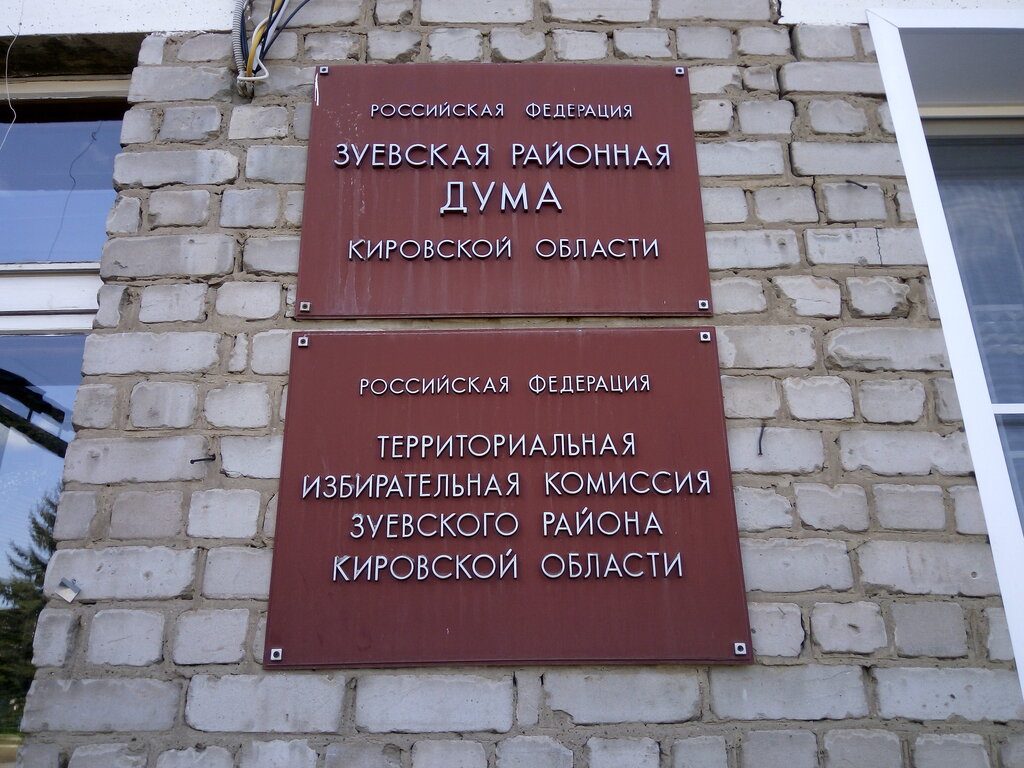 РОССИЙСКАЯ ФЕДЕРАЦИЯ
ЗУЕВСКАЯ РАЙОННАЯ
ДУМА
КИРОВСКОЙ ОБЛАСТИ
РОССИЙСКАЯ ФЕДЕРАЦИЯ
ТЕРРИТОРИАЛЬНАЯ
ИЗБИРАТЕЛЬНАЯ КОМИССИЯ
ЗУЕВСКОГО РАЙОНА
КИРОВСКОЙ ОБЛАСТИ